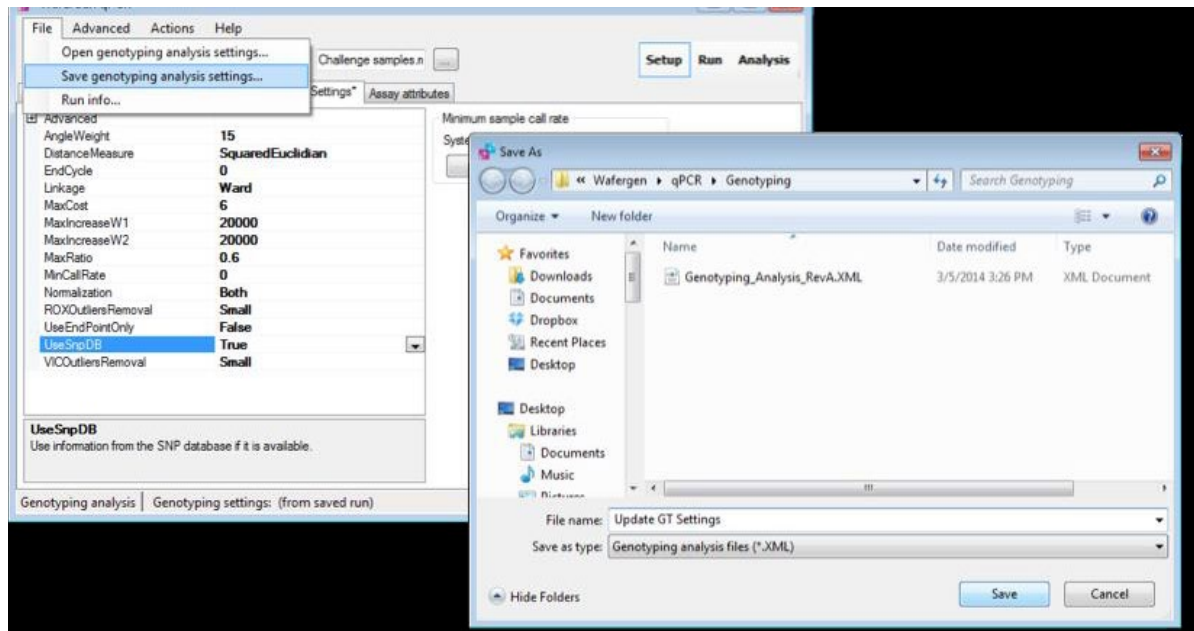 File Advanced Actions Help
Open genotyping analysis settings...
Save genotyping analysis settings...
Run info...
Challenge samples.n ...
Setup Run Analysis
Settings* Assay attributes
Advanced
AngleWeight 15
DistanceMeasure SquaredEuclidian
EndCycle 0
Linkage Ward
MaxCost 6
MaxIncreaseW1 20000
MaxIncreaseW2 20000
MaxRatio 0.6
MinCallRate 0
Normalization Both
ROXOutliersRemoval Small
UseEndPointOnly False
UseSnpDB True
VICOutliersRemoval Small
UseSnpDB
Use information from the SNP database if it is available.
Genotyping analysis Genotyping settings: (from saved run)
Minimum sample call rate
Save As
« Wafergen qPCR Genotyping
Search Genotyping
Organize New folder
Favorites
Downloads
Documents
Dropbox
Recent Places
Desktop
Desktop
Libraries
Documents
Music
Name Date modified Type
Genotyping_Analysis_RevA.XML 3/5/2014 3:26 PM XML Document
File name: Update GT Settings
Save as type: Genotyping analysis files (*.XML)
Hide Folders
Save Cancel